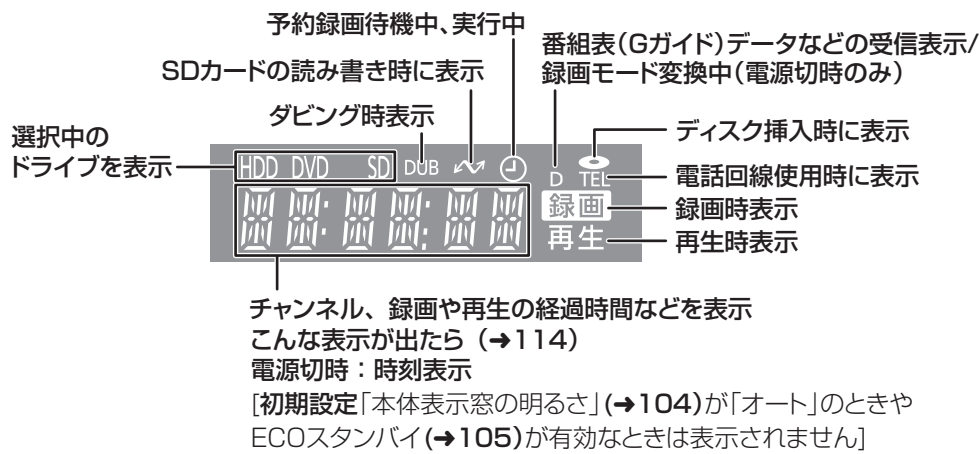 予約録画待機中、実行中
番組表(Gガイド)データなどの受信表示/
録画モード変換中(電源切時のみ)
SDカードの読み書き時に表示
ダビング時表示
選択中の
ドライブを表示
ディスク挿入時に表示
HDD DVD SD DUB
D TEL
電話回線使用時に表示
録画
録画時表示
再生
再生時表示
チャンネル、録画や再生の経過時間などを表示
こんな表示が出たら (➜114)
電源切時:時刻表示
[初期設定「本体表示窓の明るさ」(➜104)が「オート」のときや
ECOスタンバイ(➜105)が有効なときは表示されません]